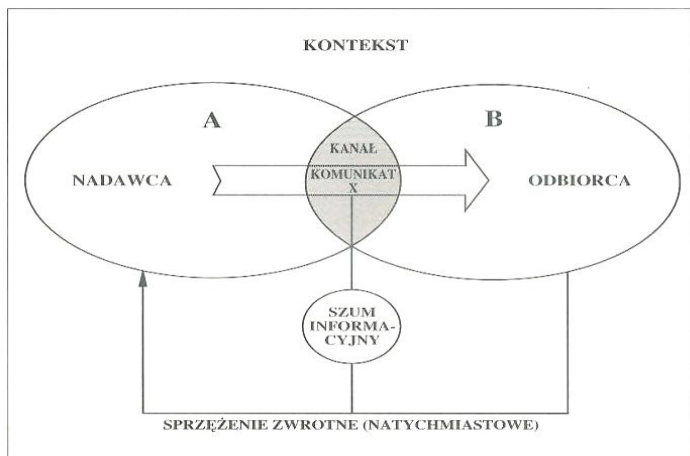 KONTEKST
A
B
KANAŁ
NADAWCA
KOMUNIKAT
X
ODBIORCA
SZUM
INFORMA-
CYJNY
SPRZĘŻENIE ZWROTNE (NATYCHMIASTOWE)